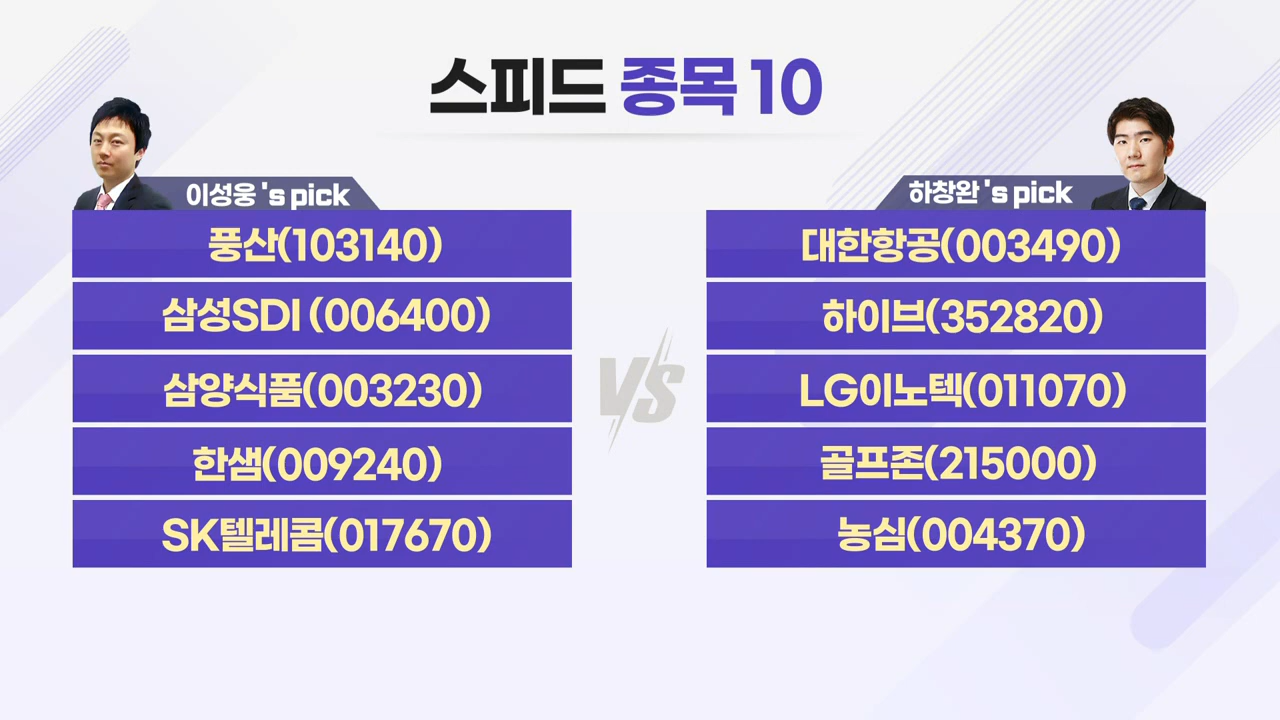 스피드 종목 10
이성웅 's pick
풍산(103140)
삼성SDI (006400)
삼양식품(003230)
한샘(009240)
SK텔레콤(017670)
VS
하창완 's pick
대한항공(003490)
하이브(352820)
LG이노텍(011070)
골프존(215000)
농심(004370)